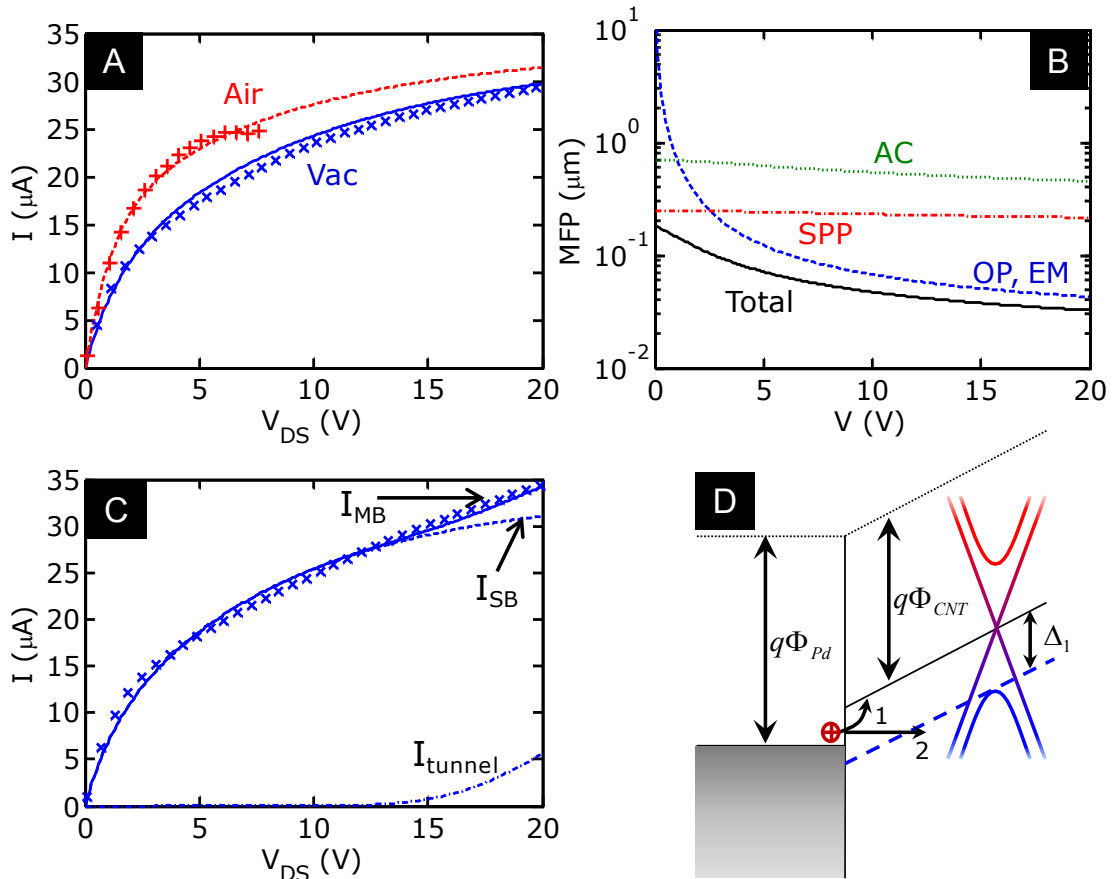 A
35
30
25
20
15
10
5
0
I (μA)
Air
Vac
0 5 10 15 20
V_DS (V)
B
10^1
10^0
10^-1
10^-2
MFP (μm)
AC
SPP
OP, EM
Total
0 5 10 15 20
V (V)
C
35
30
25
20
15
10
5
0
I (μA)
I_MB
I_SB
I_tunnel
0 5 10 15 20
V_DS (V)
D
qΦ_Pd
qΦ_CNT
Δ_1
1
2